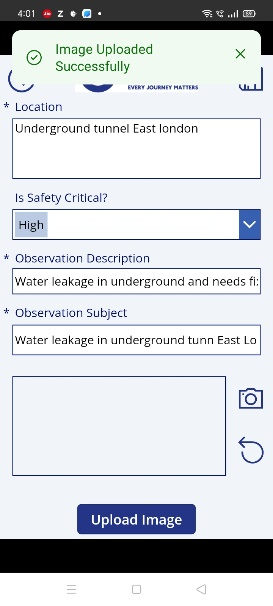 4:01
Image Uploaded
Successfully
EVERY JOURNEY MATTERS
* Location
Underground tunnel East london
Is Safety Critical?
High
* Observation Description
Water leakage in underground and needs fi
* Observation Subject
Water leakage in underground tunn East Lo
Upload Image